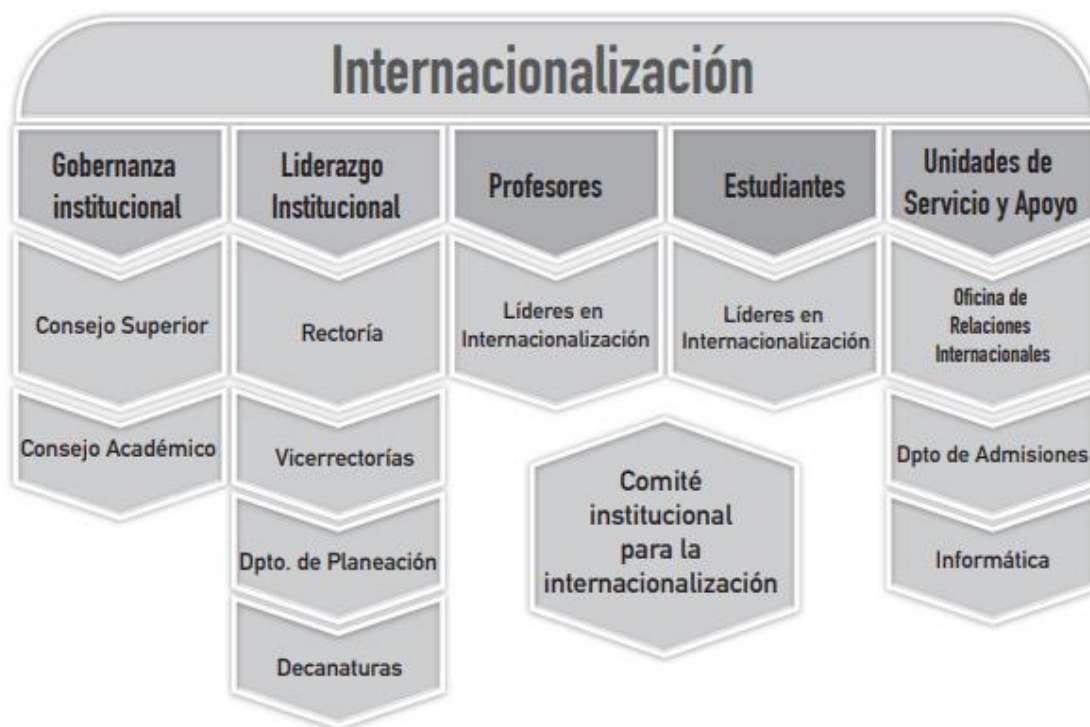 Internacionalización
Gobernanza
institucional
Consejo Superior
Consejo Académico
Liderazgo
Institucional
Rectoría
Vicerrectorías
Dpto. de Planeación
Decanaturas
Profesores
Líderes en
Internacionalización
Estudiantes
Líderes en
Internacionalización
Comité
institucional
para la
internacionalización
Unidades de
Servicio y Apoyo
Oficina de
Relaciones
Internacionales
Dpto de Admisiones
Informática